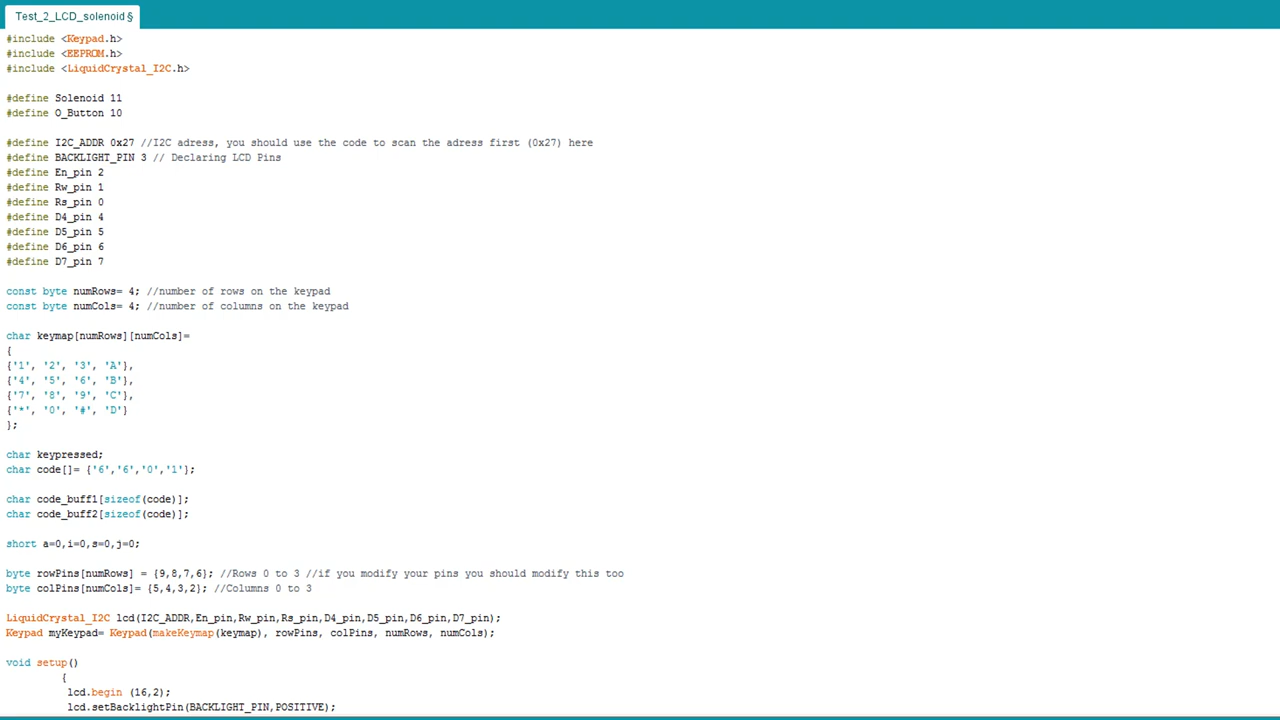 Test_2_LCD_solenoid §
#include <Keypad.h>
#include <EEPROM.h>
#include <LiquidCrystal_I2C.h>
#define Solenoid 11
#define O_Button 10
#define I2C_ADDR 0x27 //I2C adress, you should use the code to scan the adress first (0x27) here
#define BACKLIGHT_PIN 3 // Declaring LCD Pins
#define En_pin 2
#define Rw_pin 1
#define Rs_pin 0
#define D4_pin 4
#define D5_pin 5
#define D6_pin 6
#define D7_pin 7
const byte numRows= 4; //number of rows on the keypad
const byte numCols= 4; //number of columns on the keypad
char keymap[numRows][numCols]=
{
{'1', '2', '3', 'A'},
{'4', '5', '6', 'B'},
{'7', '8', '9', 'C'},
{'*', '0', '#', 'D'}
};
char keypressed;
char code[]= {'6','6','0','1'};
char code_buff1[sizeof(code)];
char code_buff2[sizeof(code)];
short a=0,i=0,s=0,j=0;
byte rowPins[numRows] = {9,8,7,6}; //Rows 0 to 3 //if you modify your pins you should modify this too
byte colPins[numCols]= {5,4,3,2}; //Columns 0 to 3
LiquidCrystal_I2C lcd(I2C_ADDR,En_pin,Rw_pin,Rs_pin,D4_pin,D5_pin,D6_pin,D7_pin);
Keypad myKeypad= Keypad(makeKeymap(keymap), rowPins, colPins, numRows, numCols);
void setup()
{
lcd.begin (16,2);
lcd.setBacklightPin(BACKLIGHT_PIN,POSITIVE);